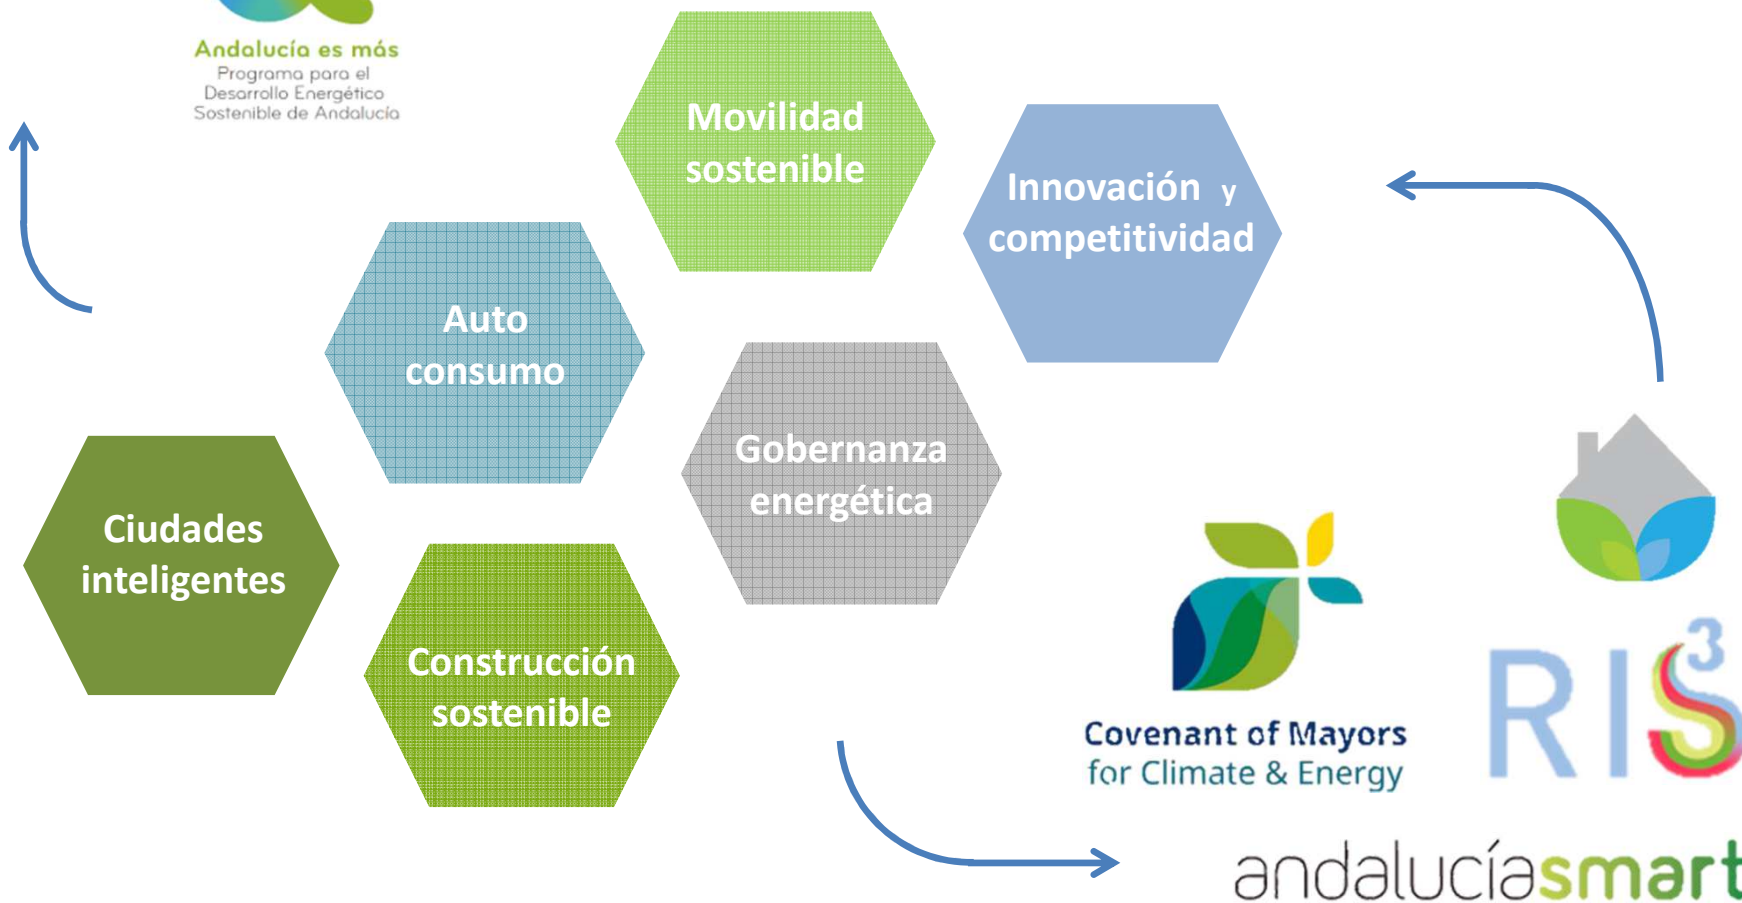 Andalucía es más
Programa para el
Desarrollo Energético
Sostenible de Andalucía
Movilidad
sostenible
Innovación y
competitividad
Auto
consumo
Gobernanza
energética
Ciudades
inteligentes
Construcción
sostenible
Covenant of Mayors
for Climate & Energy
RIS3
andalucíasmart